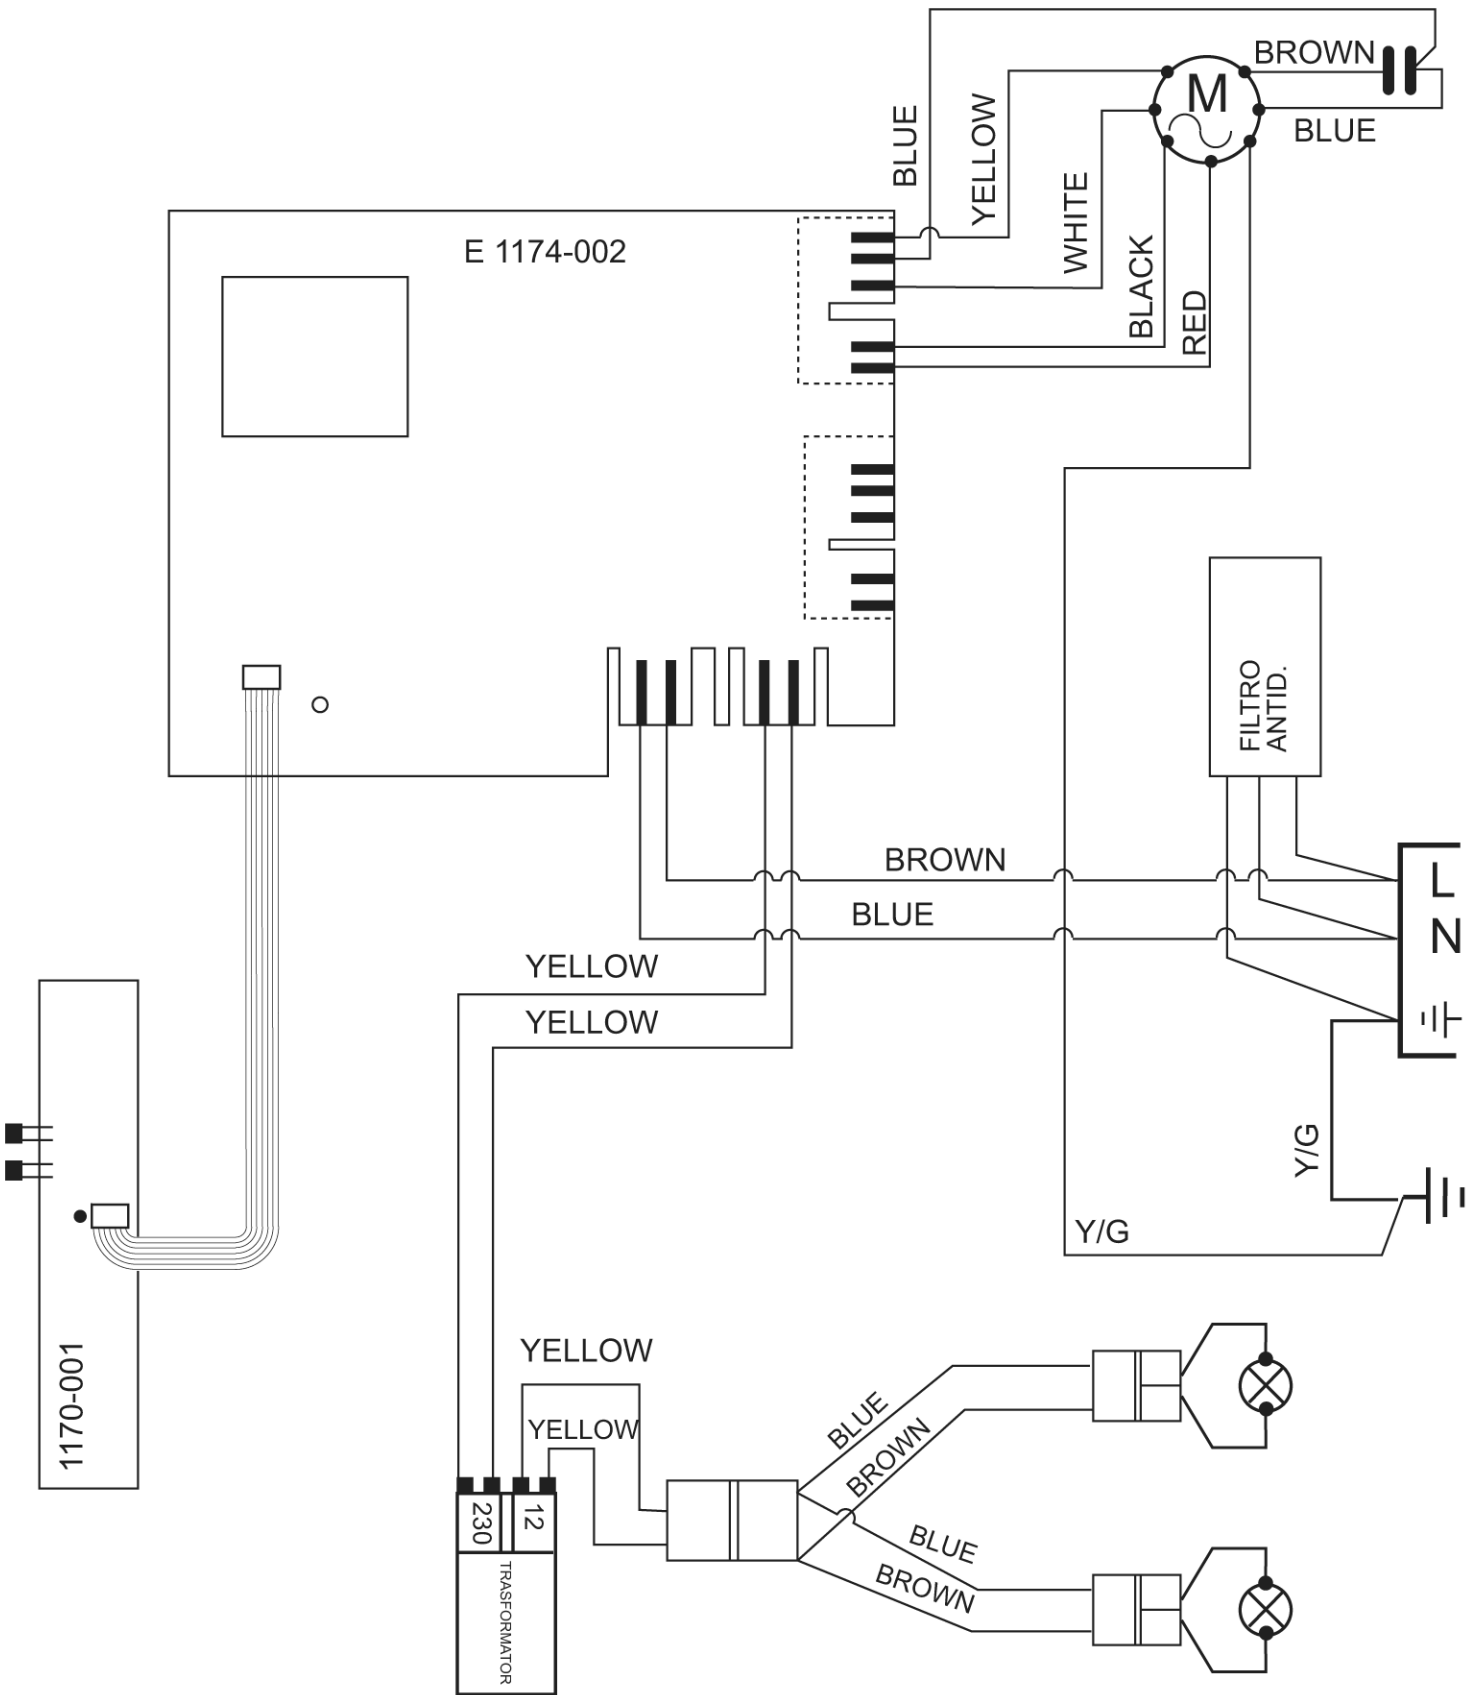 BROWN
M
BLUE
BLUE
YELLOW
WHITE
BLACK
RED
E 1174-002
FILTRO
ANTID.
BROWN
L
BLUE
N
YELLOW
YELLOW
Y/G
Y/G
1170-001
YELLOW
YELLOW
BLUE
BROWN
230
12
TRASFORMATOR
BLUE
BROWN